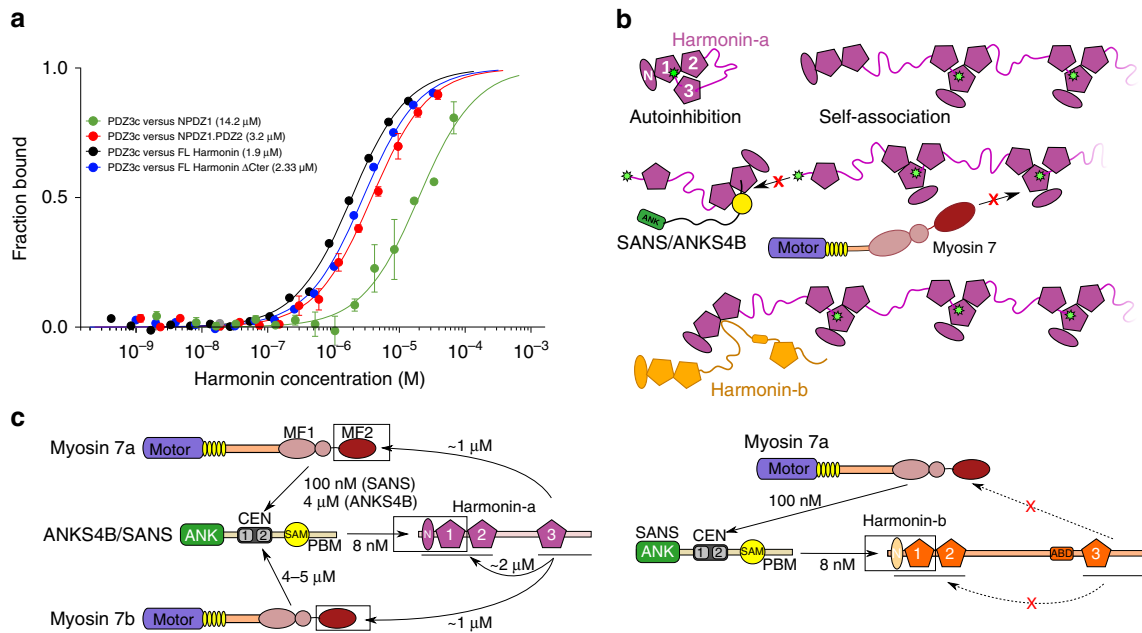 a
Fraction bound
1.0
0.5
0.0
PDZ3c versus NPDZ1 (14.2 μM)
PDZ3c versus NPDZ1.PDZ2 (3.2 μM)
PDZ3c versus FL Harmonin (1.9 μM)
PDZ3c versus FL Harmonin ΔCter (2.33 μM)
10⁻⁹ 10⁻⁸ 10⁻⁷ 10⁻⁶ 10⁻⁵ 10⁻⁴ 10⁻³
Harmonin concentration (M)
b
Harmonin-a
N 1 2 3
Autoinhibition
Self-association
x
ANK
SANS/ANKS4B
x
Motor
Myosin 7
Harmonin-b
c
Myosin 7a
Motor
MF1
MF2
~1 μM
100 nM (SANS)
4 μM (ANKS4B)
Harmonin-a
ANKS4B/SANS
ANK
CEN
1 2
SAM
PBM
8 nM
N 1 2 3
~2 μM
4–5 μM
Myosin 7b
Motor
~1 μM
Myosin 7a
Motor
100 nM
x
SANS
ANK
CEN
1 2
SAM
PBM
8 nM
Harmonin-b
N 1 2 ABD 3
x